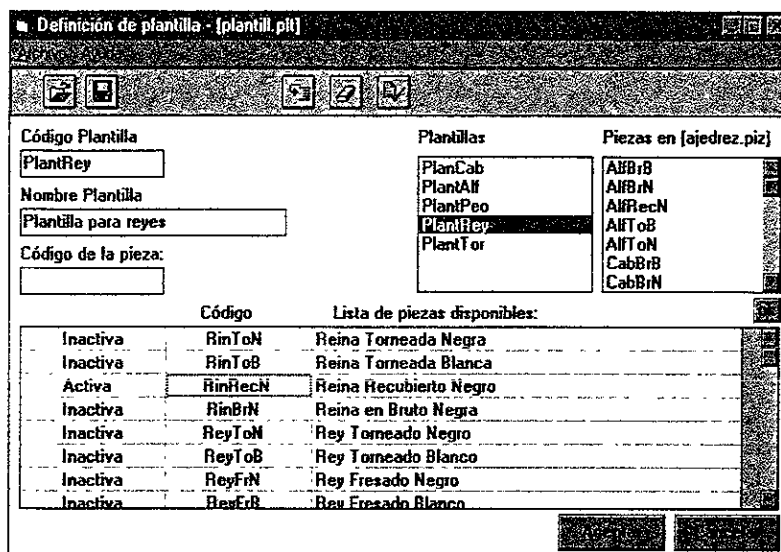 Definición de plantilla - [plantill.plt]
Código Plantilla
PlantRey
Nombre Plantilla
Plantilla para reyes
Código de la pieza:
Plantillas
PlanCab
PlantAlf
PlantPeo
PlantRey
PlantTor
Piezas en [ajedrez.piz]
AlfBrB
AlfBrN
AlfRecN
AlfToB
AlfToN
CabBrB
CabBrN
Código Lista de piezas disponibles:
Inactiva RinToN Reina Torneada Negra
Inactiva RinToB Reina Torneada Blanca
Activa RinRecN Reina Recubierto Negro
Inactiva RinBrN Reina en Bruto Negra
Inactiva ReyToN Rey Torneado Negro
Inactiva ReyToB Rey Torneado Blanco
Inactiva ReyFrN Rey Fresado Negro
Inactiva ReyFrB Rey Fresado Blanco